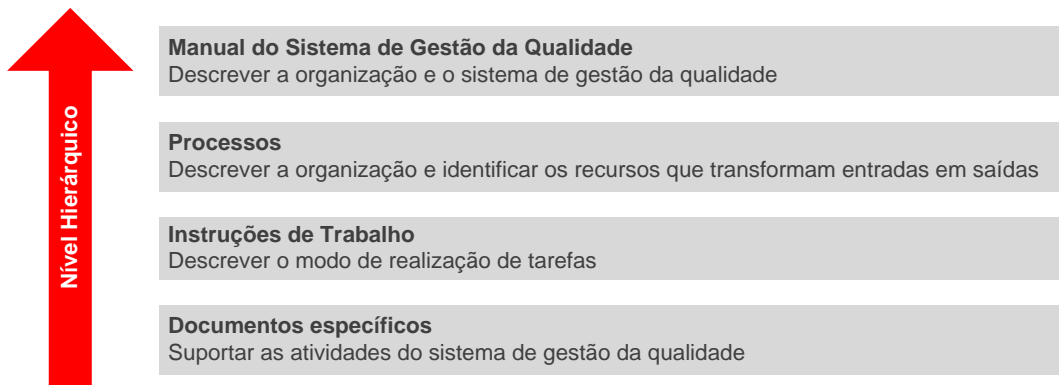 Manual do Sistema de Gestão da Qualidade
Descrever a organização e o sistema de gestão da qualidade
Processos
Descrever a organização e identificar os recursos que transformam entradas em saídas
Instruções de Trabalho
Descrever o modo de realização de tarefas
Documentos específicos
Suportar as atividades do sistema de gestão da qualidade
Nível Hierárquico